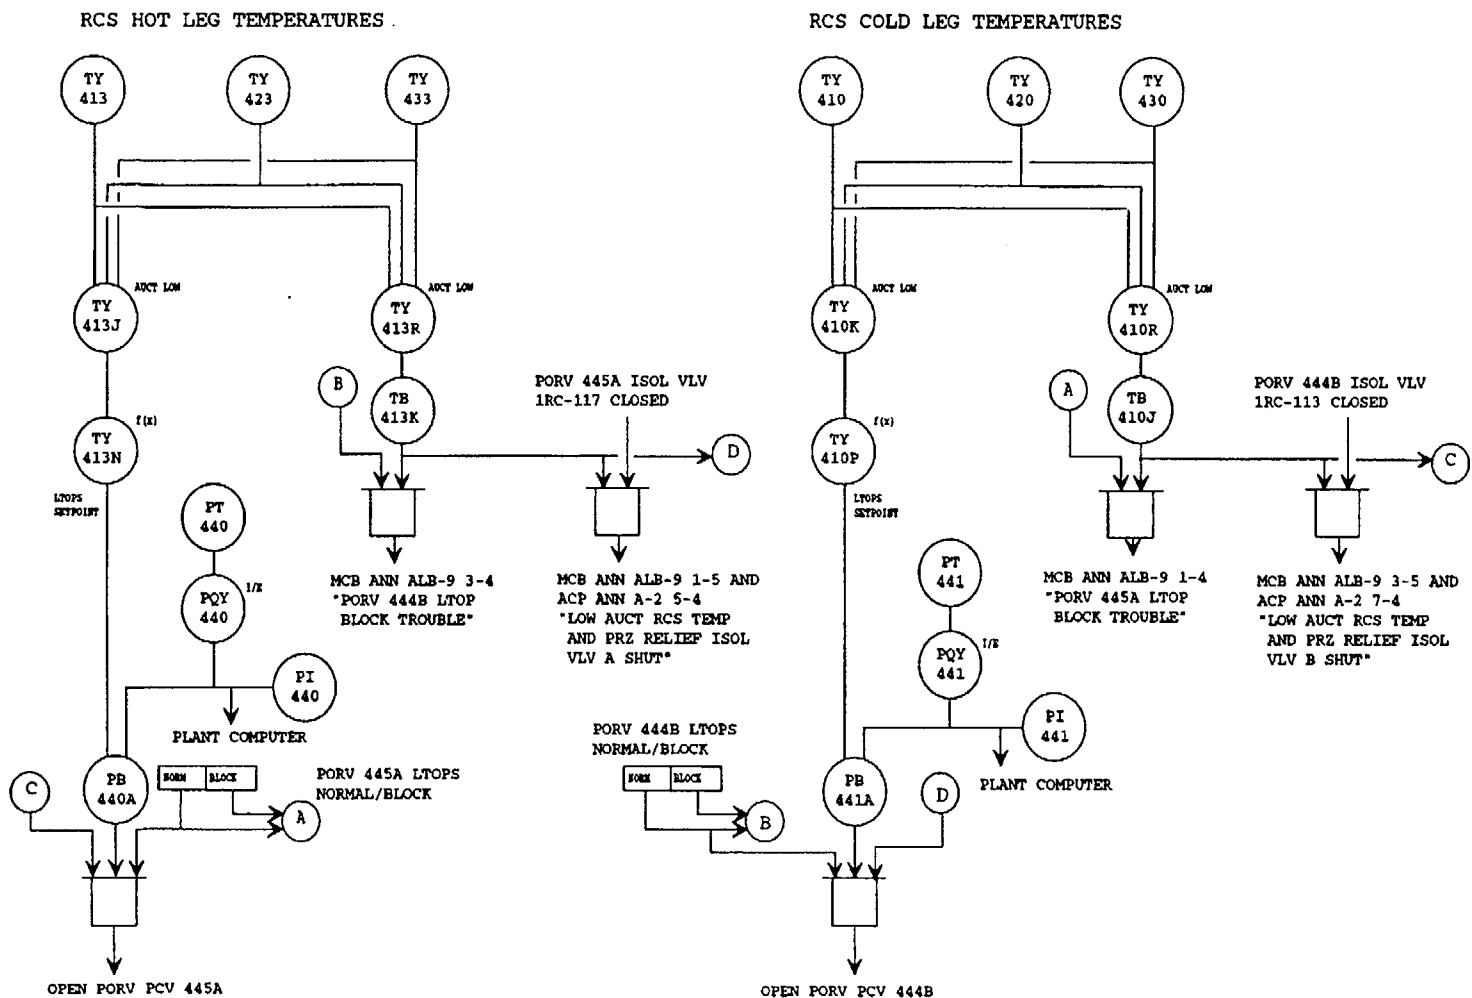 RCS HOT LEG TEMPERATURES
RCS COLD LEG TEMPERATURES
TY 413
TY 423
TY 433
TY 410
TY 420
TY 430
AUCT LOW
AUCT LOW
AUCT LOW
AUCT LOW
TY 413J
TY 413R
TY 410K
TY 410R
B
TB 413K
PORV 445A ISOL VLV
1RC-117 CLOSED
A
TB 410J
PORV 444B ISOL VLV
1RC-113 CLOSED
f(x)
TY 413N
D
f(x)
TY 410P
C
LTOPS
SETPOINT
LTOPS
SETPOINT
PT 440
PQY 440
I/E
MCB ANN ALB-9 3-4
"PORV 444B LTOP
BLOCK TROUBLE"
MCB ANN ALB-9 1-5 AND
ACP ANN A-2 5-4
"LOW AUCT RCS TEMP
AND PRZ RELIEF ISOL
VLV A SHUT"
PT 441
PQY 441
I/E
MCB ANN ALB-9 1-4
"PORV 445A LTOP
BLOCK TROUBLE"
MCB ANN ALB-9 3-5 AND
ACP ANN A-2 7-4
"LOW AUCT RCS TEMP
AND PRZ RELIEF ISOL
VLV B SHUT"
PI 440
PLANT COMPUTER
PI 441
PLANT COMPUTER
C
PB 440A
NORM BLOCK
PORV 445A LTOPS
NORMAL/BLOCK
A
PORV 444B LTOPS
NORMAL/BLOCK
NORM BLOCK
B
PB 441A
D
OPEN PORV PCV 445A
OPEN PORV PCV 444B